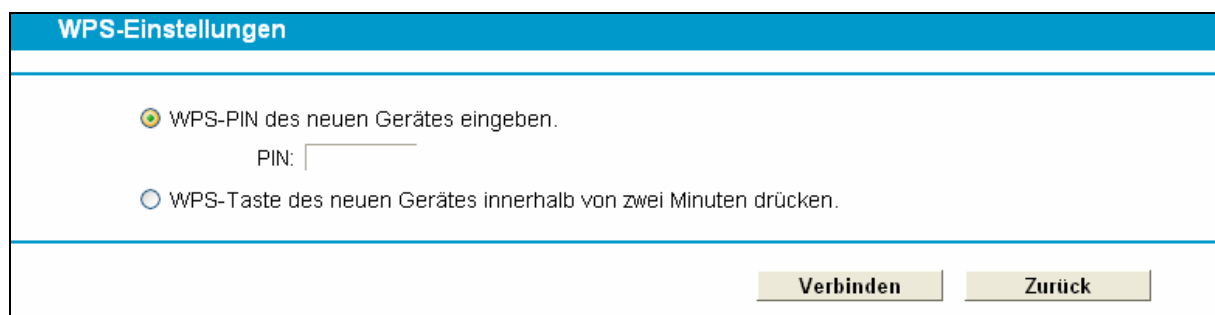 WPS-Einstellungen
WPS-PIN des neuen Gerätes eingeben.
PIN:
WPS-Taste des neuen Gerätes innerhalb von zwei Minuten drücken.
Verbinden Zurück